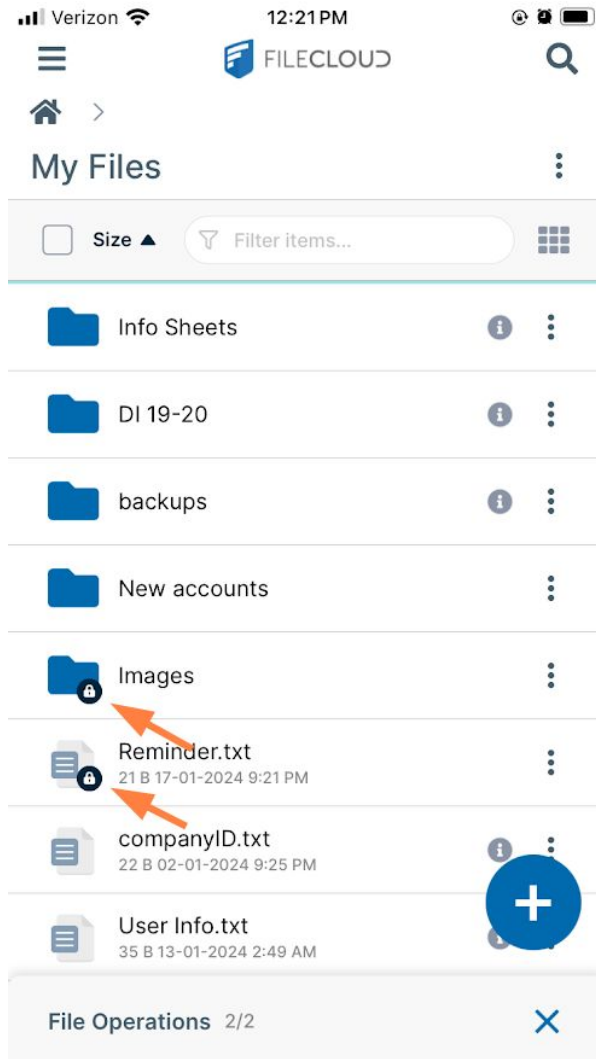 Verizon 12:21 PM
FILECLOUD
My Files
Size Filter items...
Info Sheets
DI 19-20
backups
New accounts
Images
Reminder.txt
21 B 17-01-2024 9:21 PM
companyID.txt
22 B 02-01-2024 9:25 PM
User Info.txt
35 B 13-01-2024 2:49 AM
File Operations 2/2